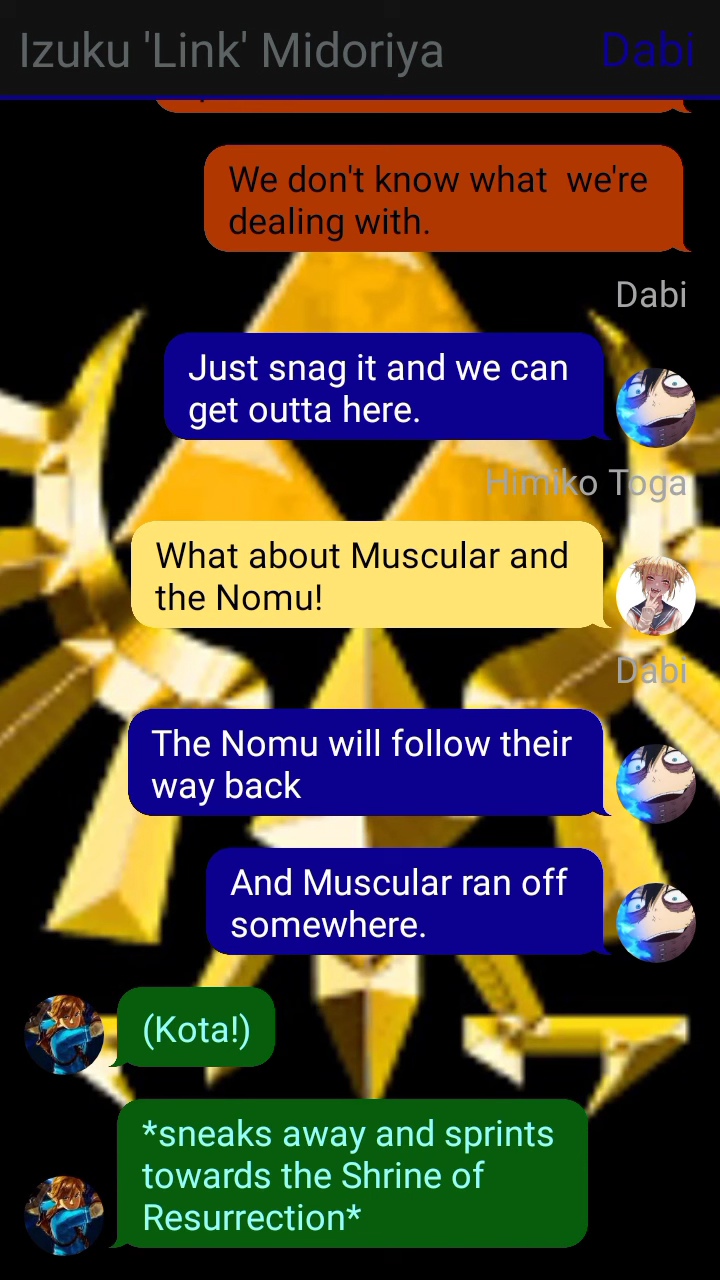 Izuku 'Link' Midoriya Dabi
We don't know what  we're
dealing with.
Dabi
Just snag it and we can
get outta here.
Himiko Toga
What about Muscular and
the Nomu!
Dabi
The Nomu will follow their
way back
And Muscular ran off
somewhere.
(Kota!)
*sneaks away and sprints
towards the Shrine of
Resurrection*